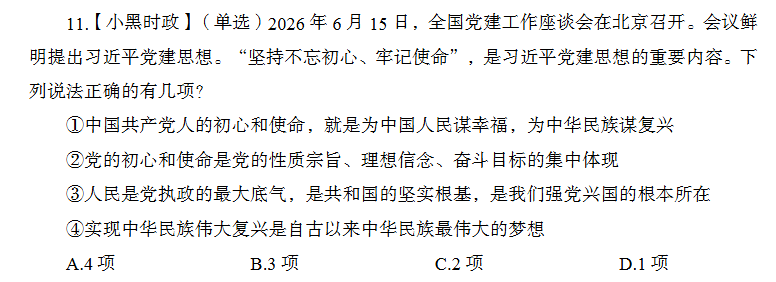 11.【小黑时政】（单选）2026 年 6 月 15 日，全国党建工作座谈会在北京召开。会议鲜
明提出习近平党建思想。“坚持不忘初心、牢记使命”，是习近平党建思想的重要内容。下
列说法正确的有几项？
①中国共产党人的初心和使命，就是为中国人民谋幸福，为中华民族谋复兴
②党的初心和使命是党的性质宗旨、理想信念、奋斗目标的集中体现
③人民是党执政的最大底气，是共和国的坚实根基，是我们强党兴国的根本所在
④实现中华民族伟大复兴是自古以来中华民族最伟大的梦想
A.4 项 B.3 项 C.2 项 D.1 项